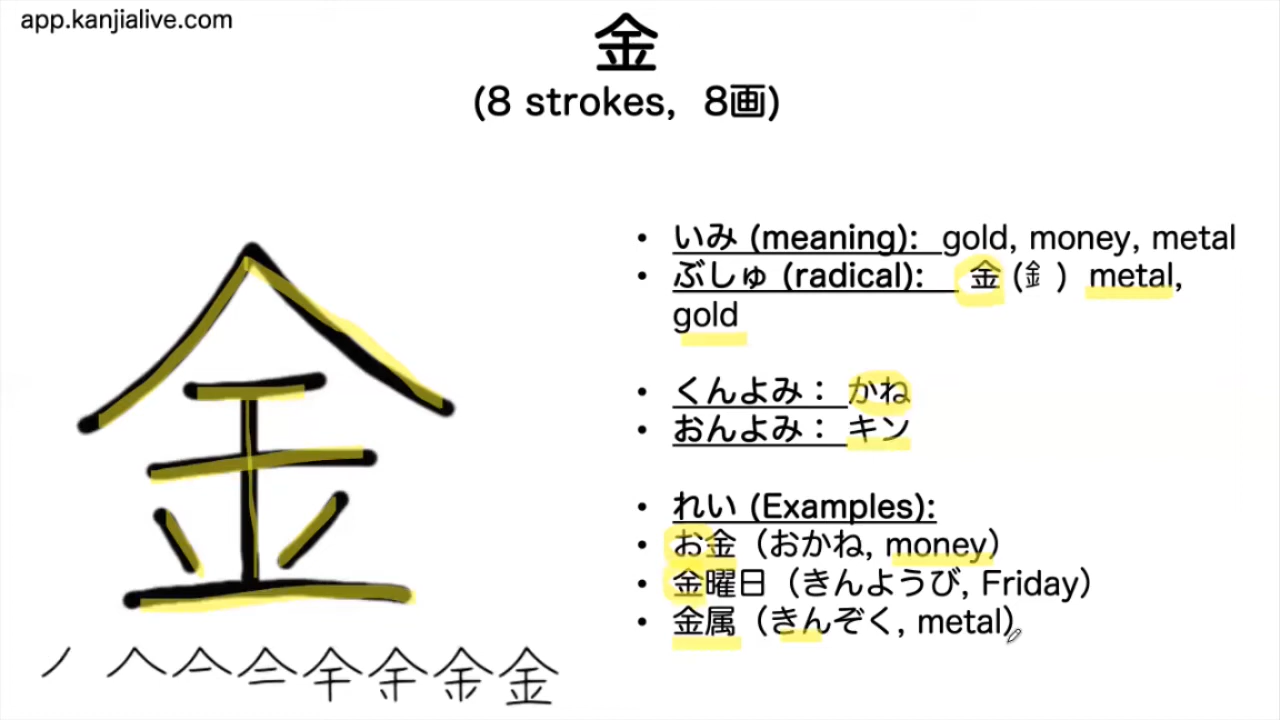 app.kanjialive.com
金
(8 strokes, 8画)
• いみ (meaning): gold, money, metal
• ぶしゅ (radical): 金 (釒) metal,
gold
• くんよみ： かね
• おんよみ： キン
• れい (Examples):
• お金（おかね, money）
• 金曜日（きんようび, Friday）
• 金属（きんぞく, metal）
金